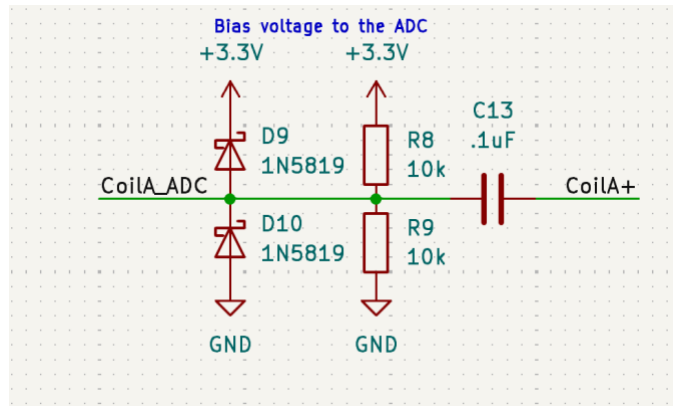 Bias voltage to the ADC
+3.3V +3.3V
C13
.1uF
D9
1N5819
R8
10k
CoilA_ADC
CoilA+
D10
1N5819
R9
10k
GND GND